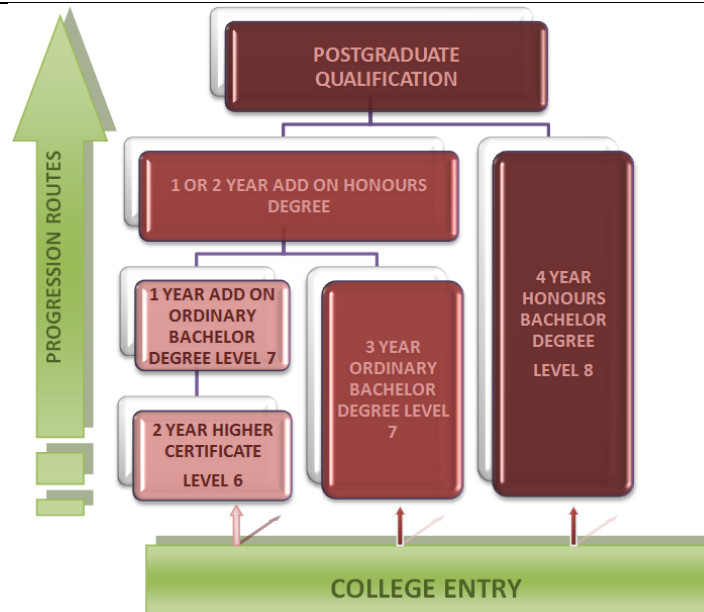 POSTGRADUATE
QUALIFICATION
1 OR 2 YEAR ADD ON HONOURS
DEGREE
4 YEAR
HONOURS
BACHELOR
DEGREE
LEVEL 8
1 YEAR ADD ON
ORDINARY
BACHELOR
DEGREE LEVEL 7
3 YEAR
ORDINARY
BACHELOR
DEGREE LEVEL
7
2 YEAR HIGHER
CERTIFICATE
LEVEL 6
PROGRESSION ROUTES
COLLEGE ENTRY